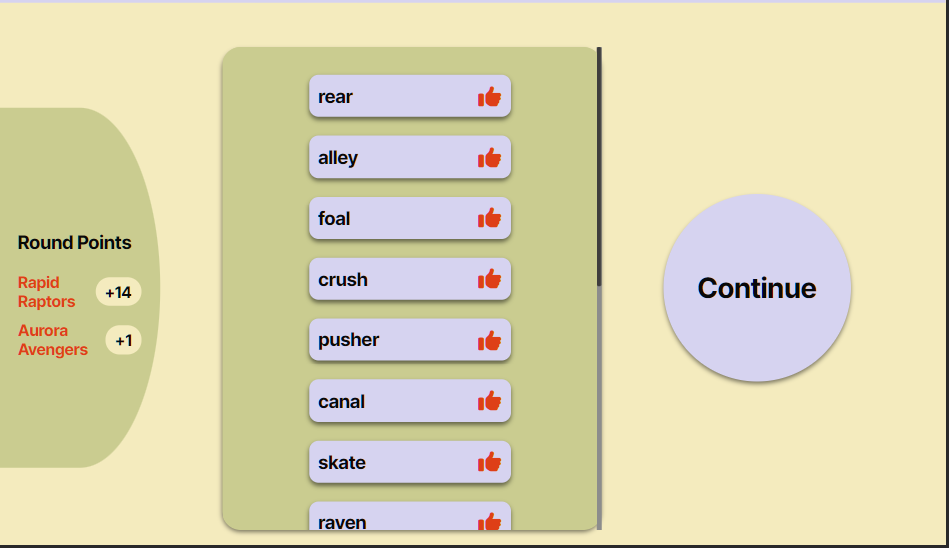 Round Points
Rapid
Raptors
+14
Aurora
Avengers
+1
rear
alley
foal
crush
pusher
canal
skate
raven
Continue